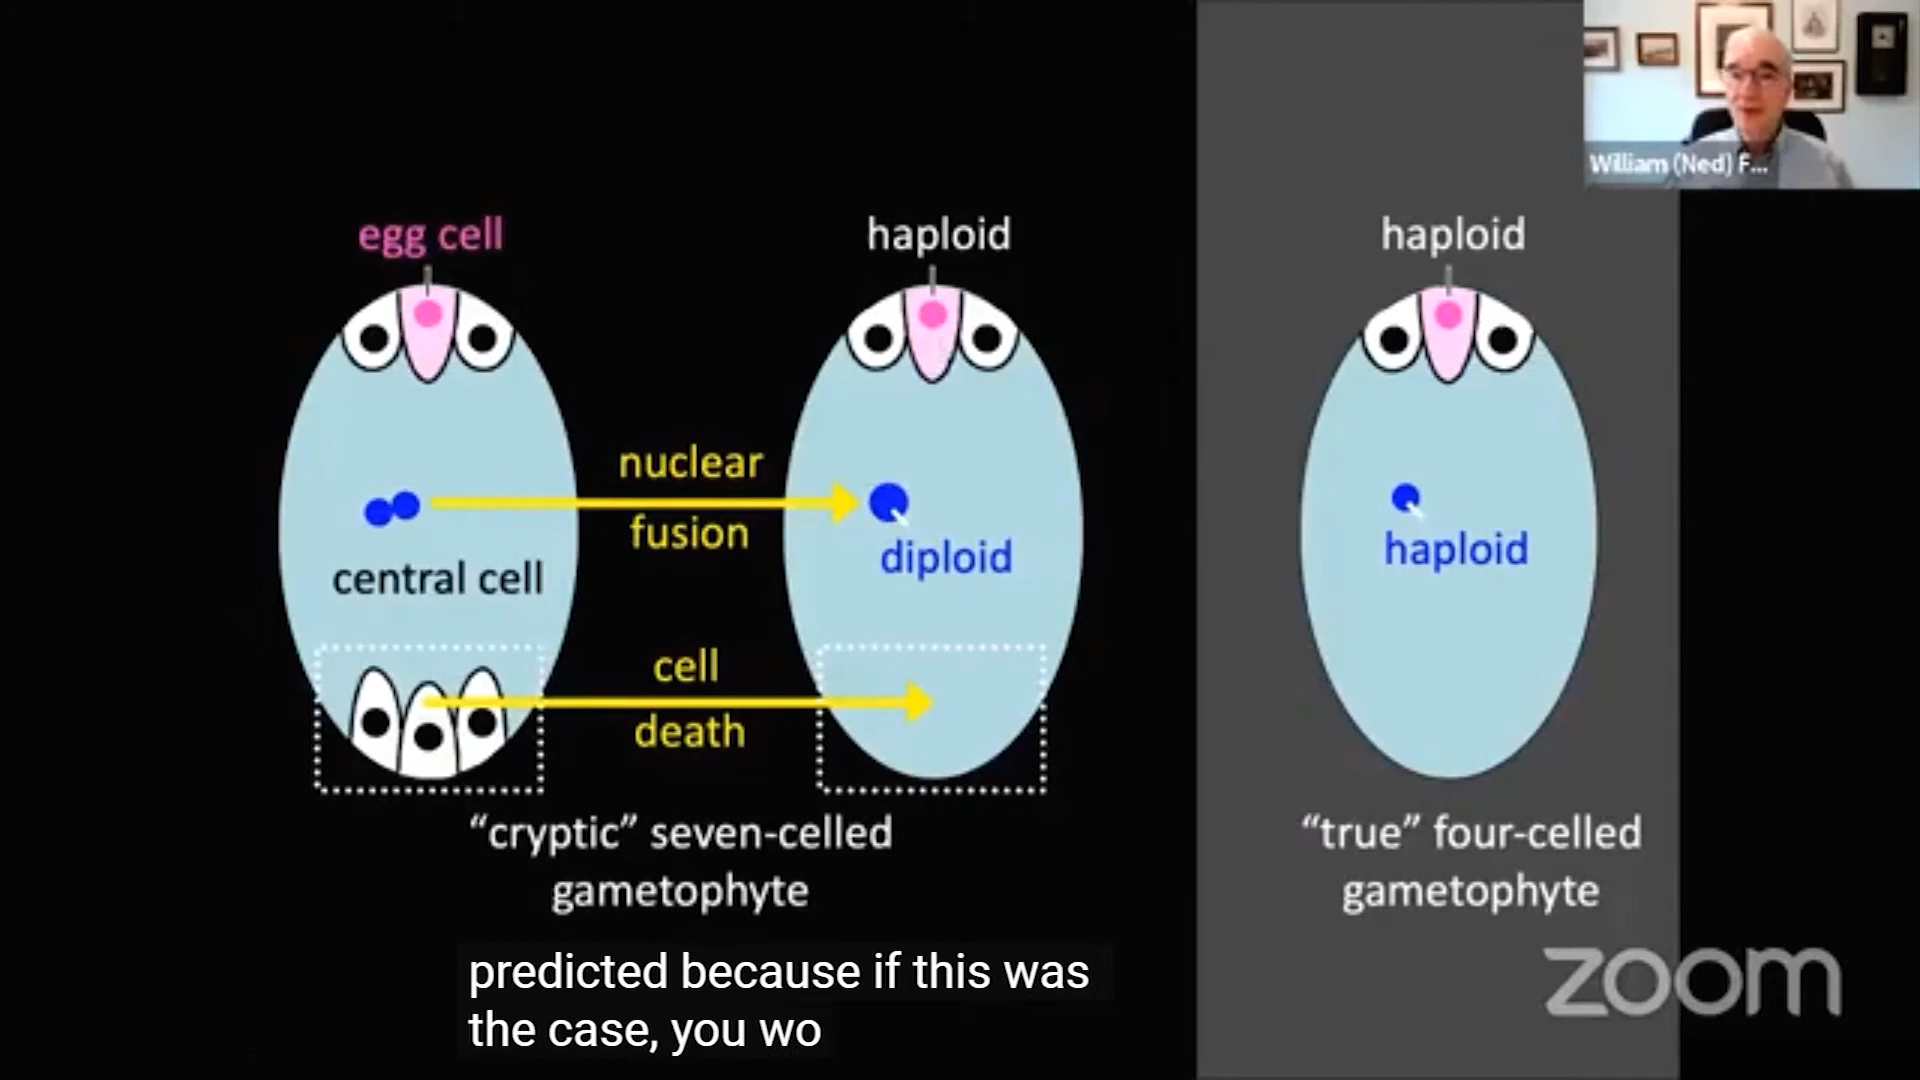 William (Ned) F...
egg cell
haploid
haploid
nuclear
fusion
central cell
diploid
haploid
cell
death
“cryptic” seven-celled
gametophyte
“true” four-celled
gametophyte
predicted because if this was
the case, you wo
zoom